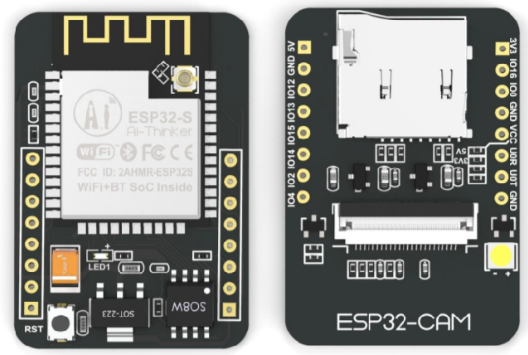 Ai
ESP32-S
Ai-Thinker
WiFi
FC CE
FCC ID: 2AHMR-ESP32S
WiFi+BT SoC Inside
LED1
+
RST
SOT-223
SO8W
5V
GND
IO12
IO13
IO15
IO14
IO2
IO4
3V3
IO16
IO0
GND
VCC
U0R
U0T
GND
5V
3V3
ESP32-CAM